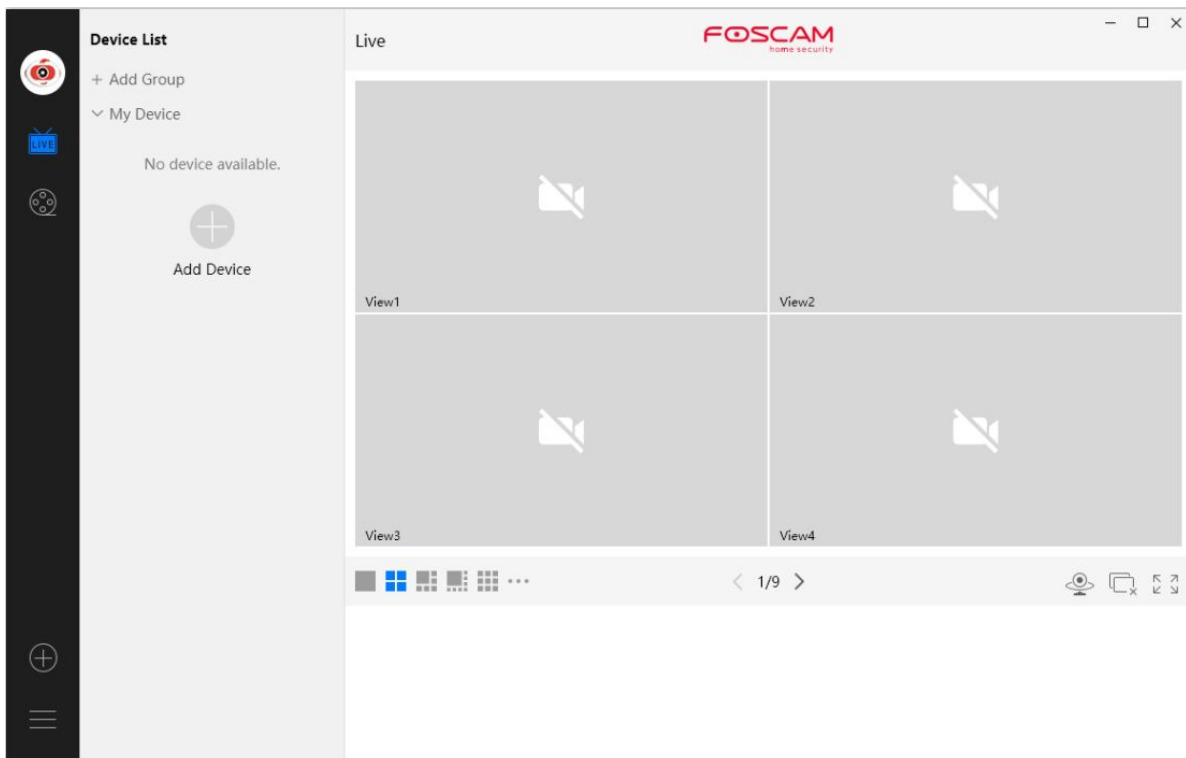 Device List
+ Add Group
My Device
No device available.
Add Device
LIVE
Live
FOSCAM
home security
View1
View2
View3
View4
1/9